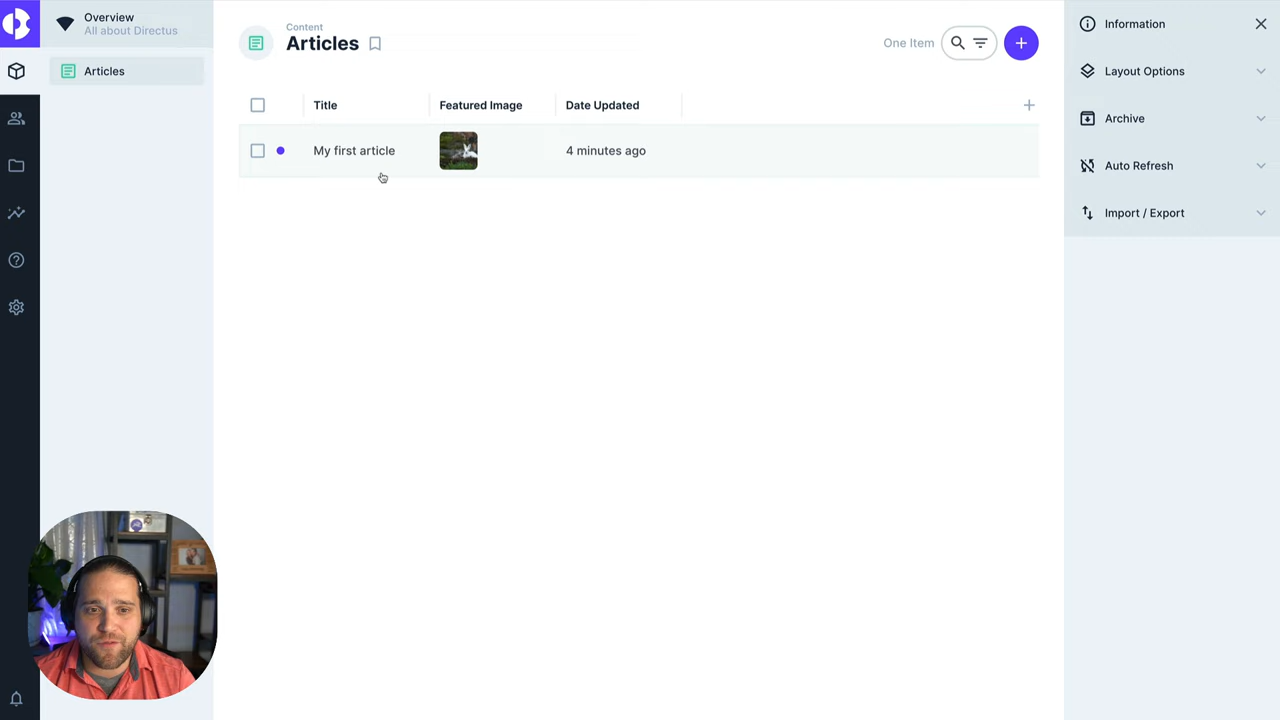 Overview
All about Directus
Articles
Content
Articles
One Item
Title
Featured Image
Date Updated
My first article
4 minutes ago
Information
Layout Options
Archive
Auto Refresh
Import / Export